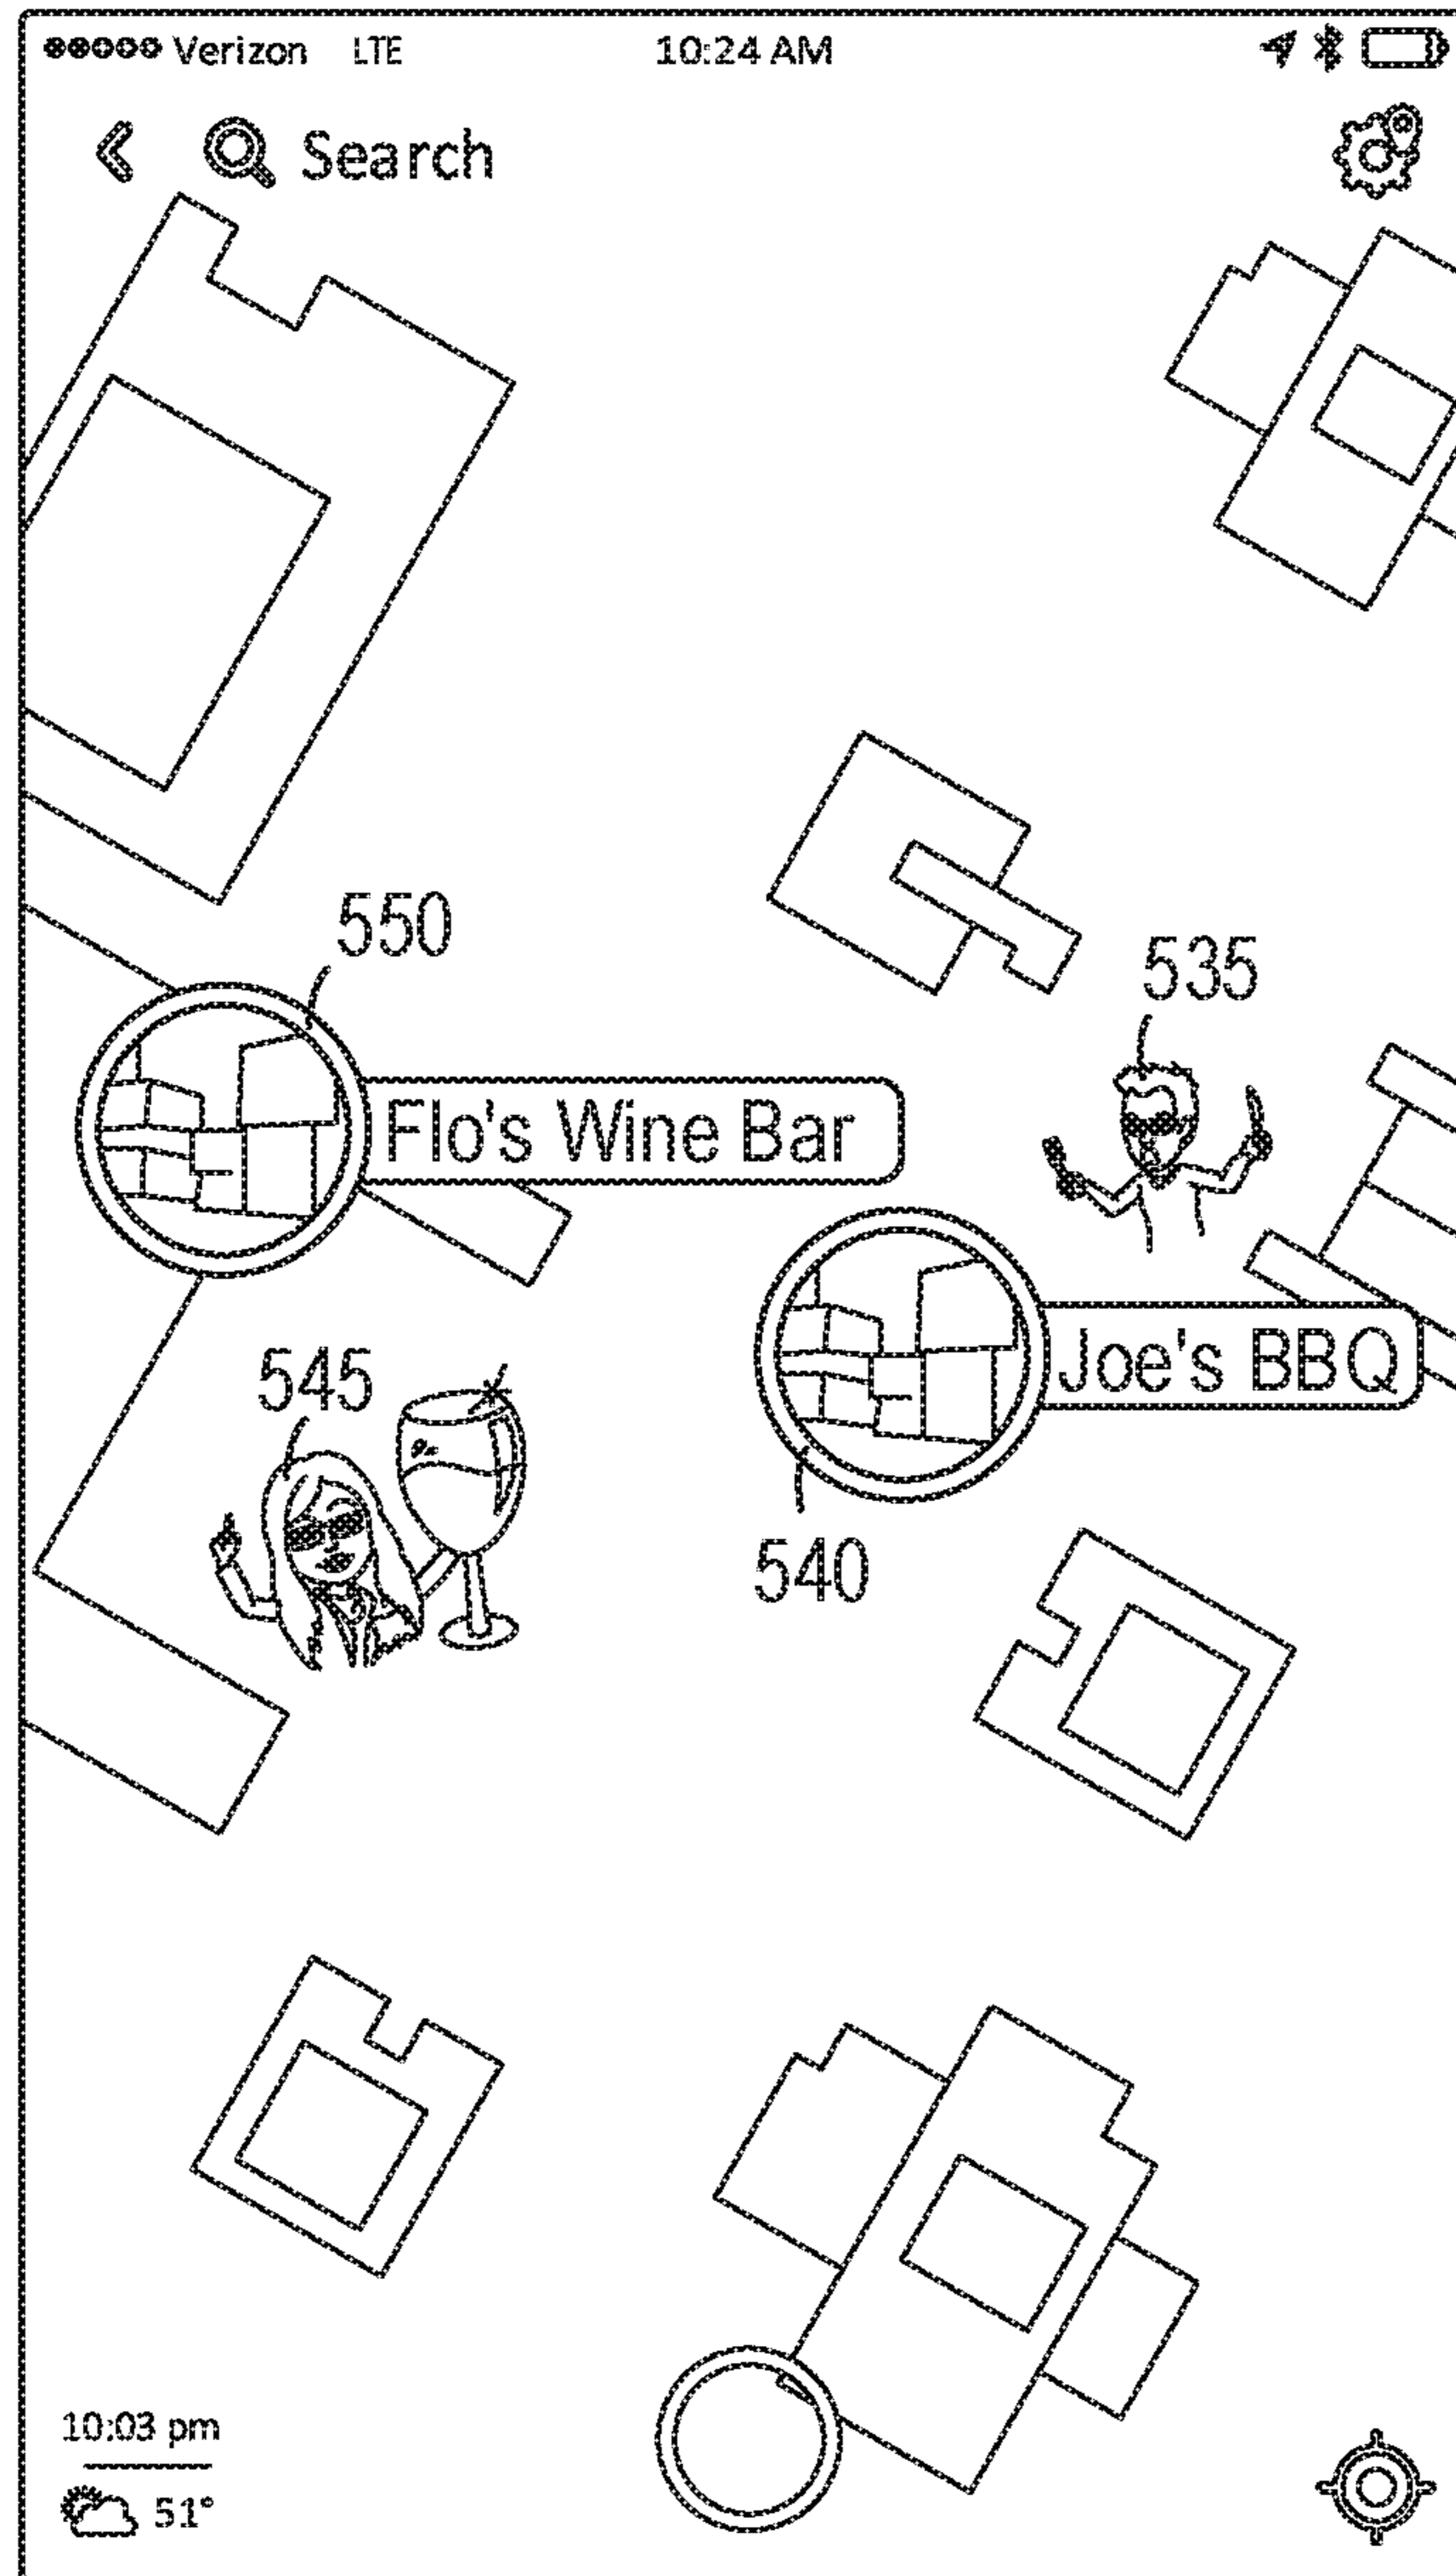 Verizon LTE 10:24 AM
Search
550
535
Flo's Wine Bar
545
Joe's BBQ
540
10:03 pm
51°